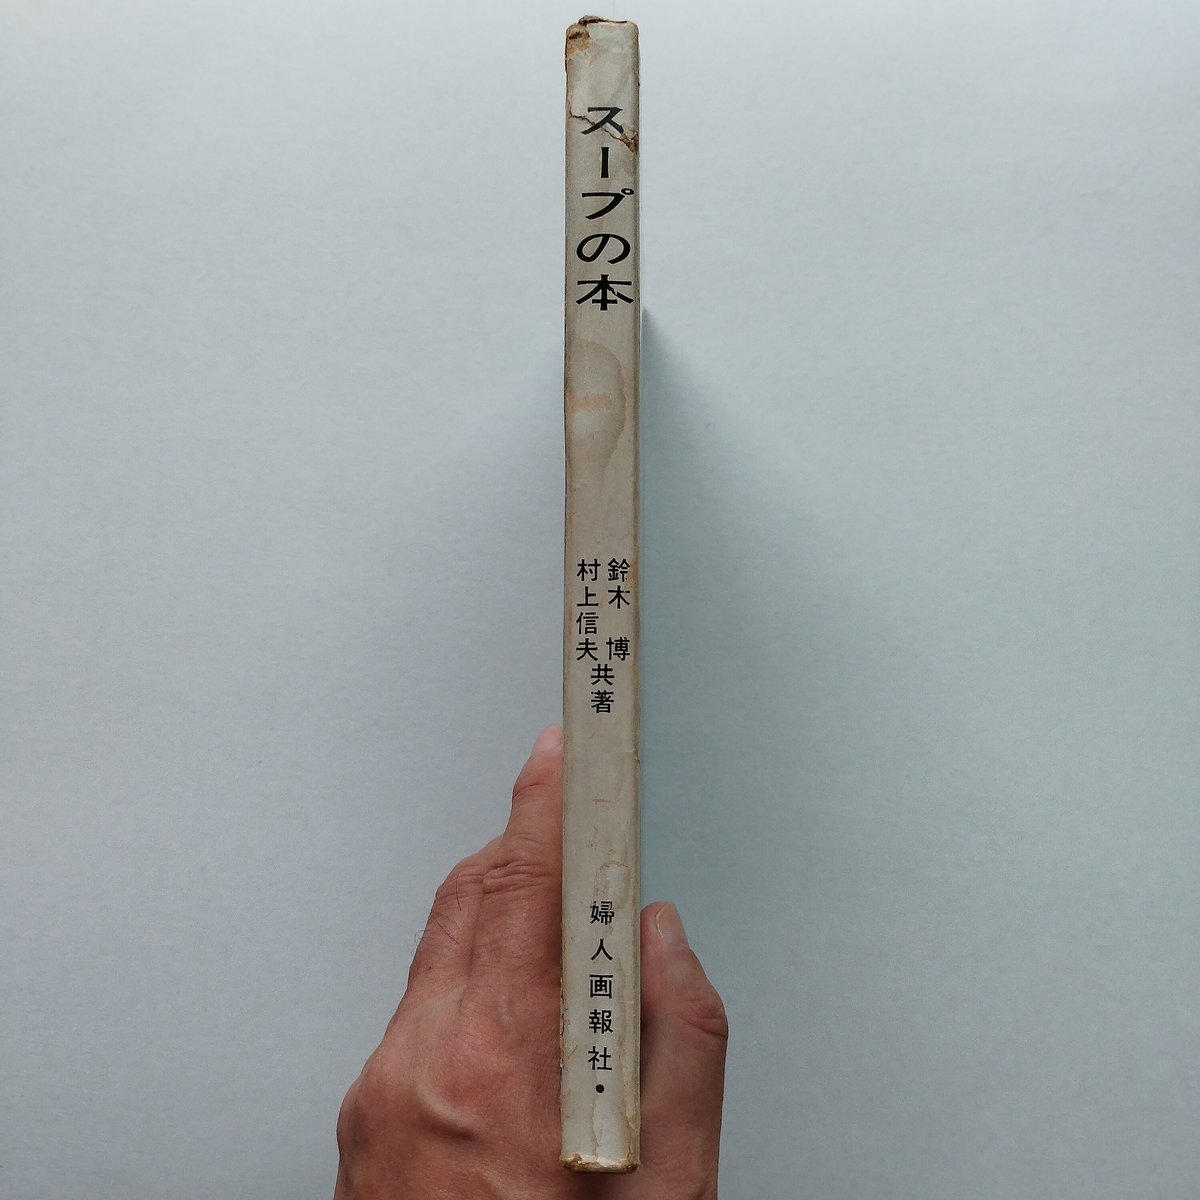 スープの本
鈴木 博
村上信夫
共著
婦人画報社・